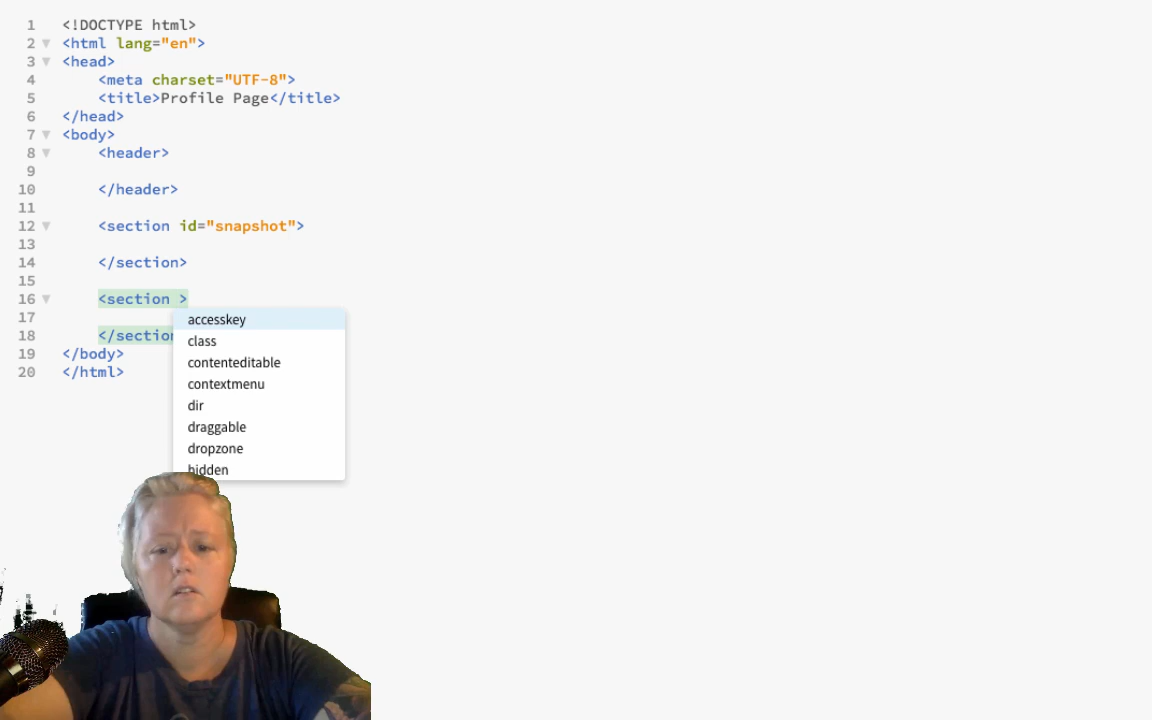 1 <!DOCTYPE html>
2 <html lang="en">
3 <head>
4 <meta charset="UTF-8">
5 <title>Profile Page</title>
6 </head>
7 <body>
8 <header>
9
10 </header>
11
12 <section id="snapshot">
13
14 </section>
15
16 <section >
17
18 </section
19 </body>
20 </html>
accesskey
class
contenteditable
contextmenu
dir
draggable
dropzone
hidden